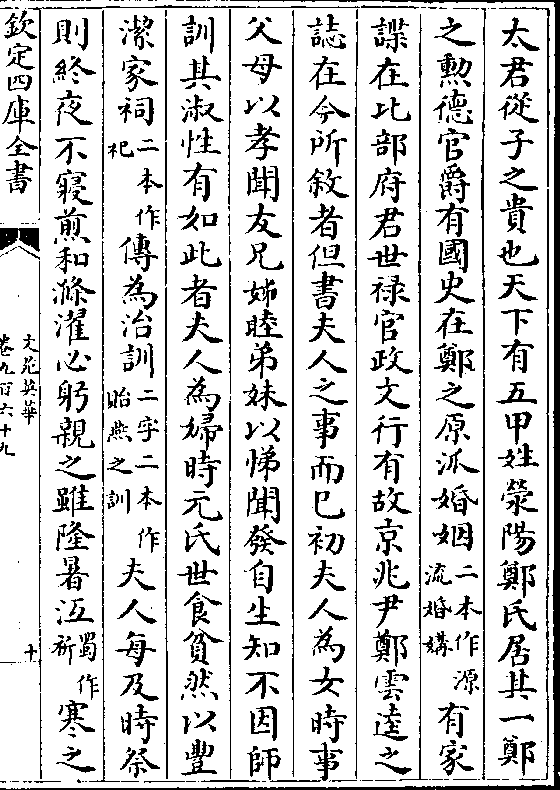 太君從子之貴也天下有五甲姓滎陽鄭氏居其一鄭
之勲德官爵有國史在鄭之原泒婚姻二本作源流婚媾有家
諜在比部府君世禄官政文行有故京兆尹鄭雲逵之
誌在今所敘者但書夫人之事而已初夫人為女時事
父母以孝聞友兄姊睦弟妹以悌聞發自生知不因師
訓其淑性有如此者夫人為婦時元氏世食貧然以豐
潔家祠二本作祀傳為治訓二字二本作貽燕之訓夫人每及時祭
則終夜不寢煎和滌濯必躬親之雖隆暑沍蜀作祈寒之
欽定四庫全書
文苑英華
卷九百六十九
十